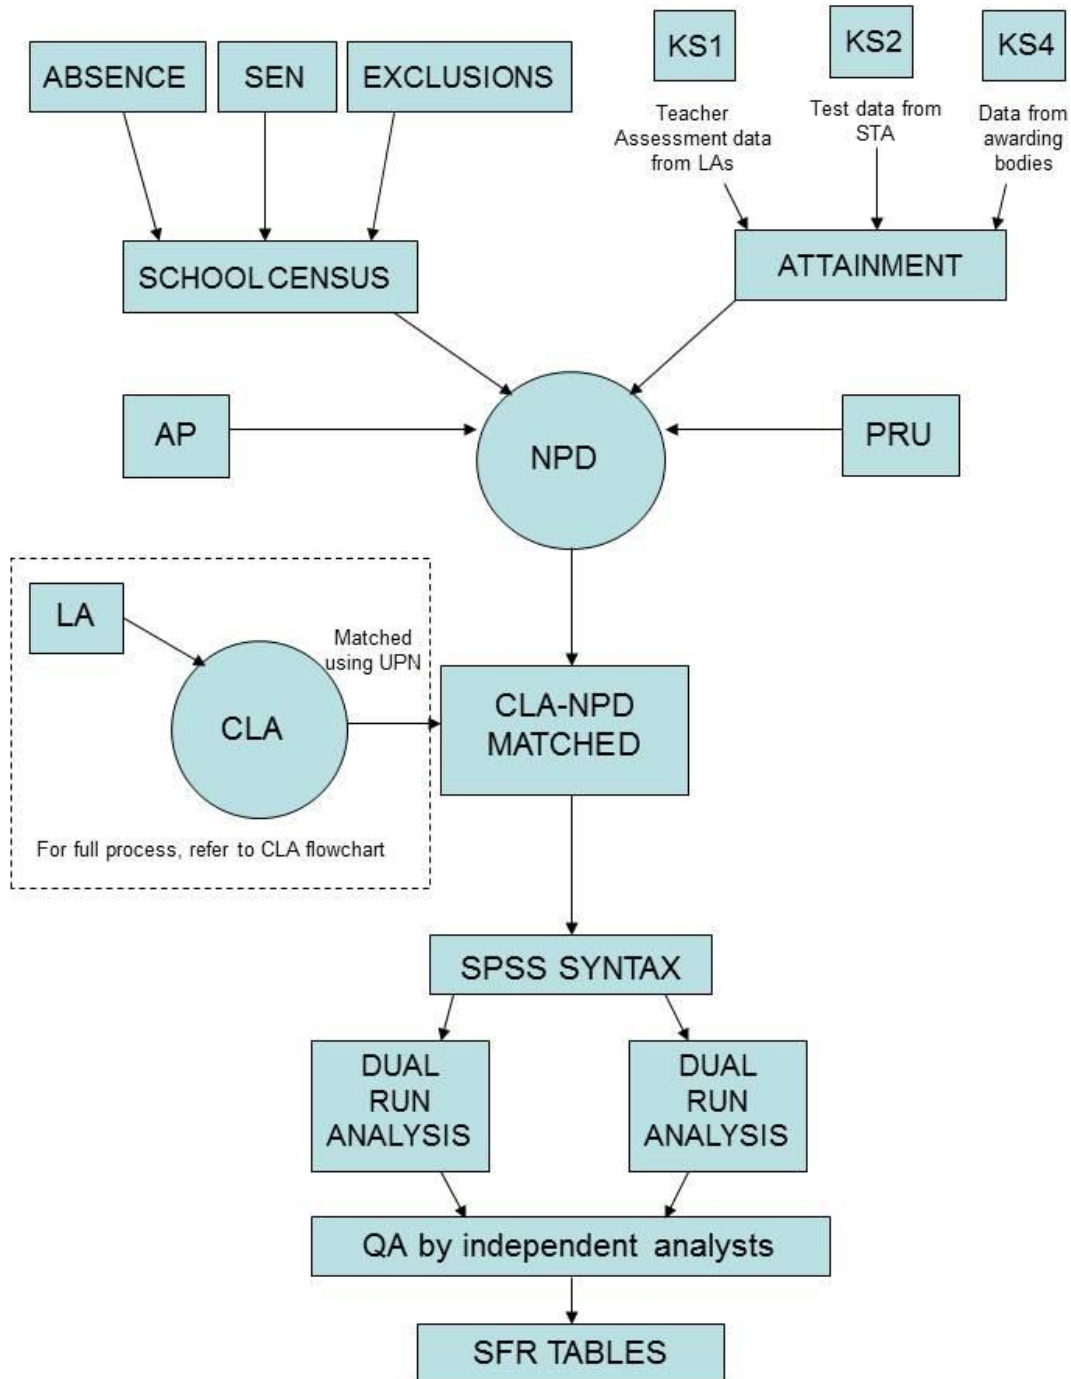 ABSENCE
SEN
EXCLUSIONS
KS1
KS2
KS4
Teacher
Assessment data
from LAs
Test data from
STA
Data from
awarding
bodies
SCHOOL CENSUS
ATTAINMENT
AP
NPD
PRU
LA
CLA
Matched
using UPN
CLA-NPD
MATCHED
For full process, refer to CLA flowchart
SPSS SYNTAX
DUAL
RUN
ANALYSIS
DUAL
RUN
ANALYSIS
QA by independent analysts
SFR TABLES